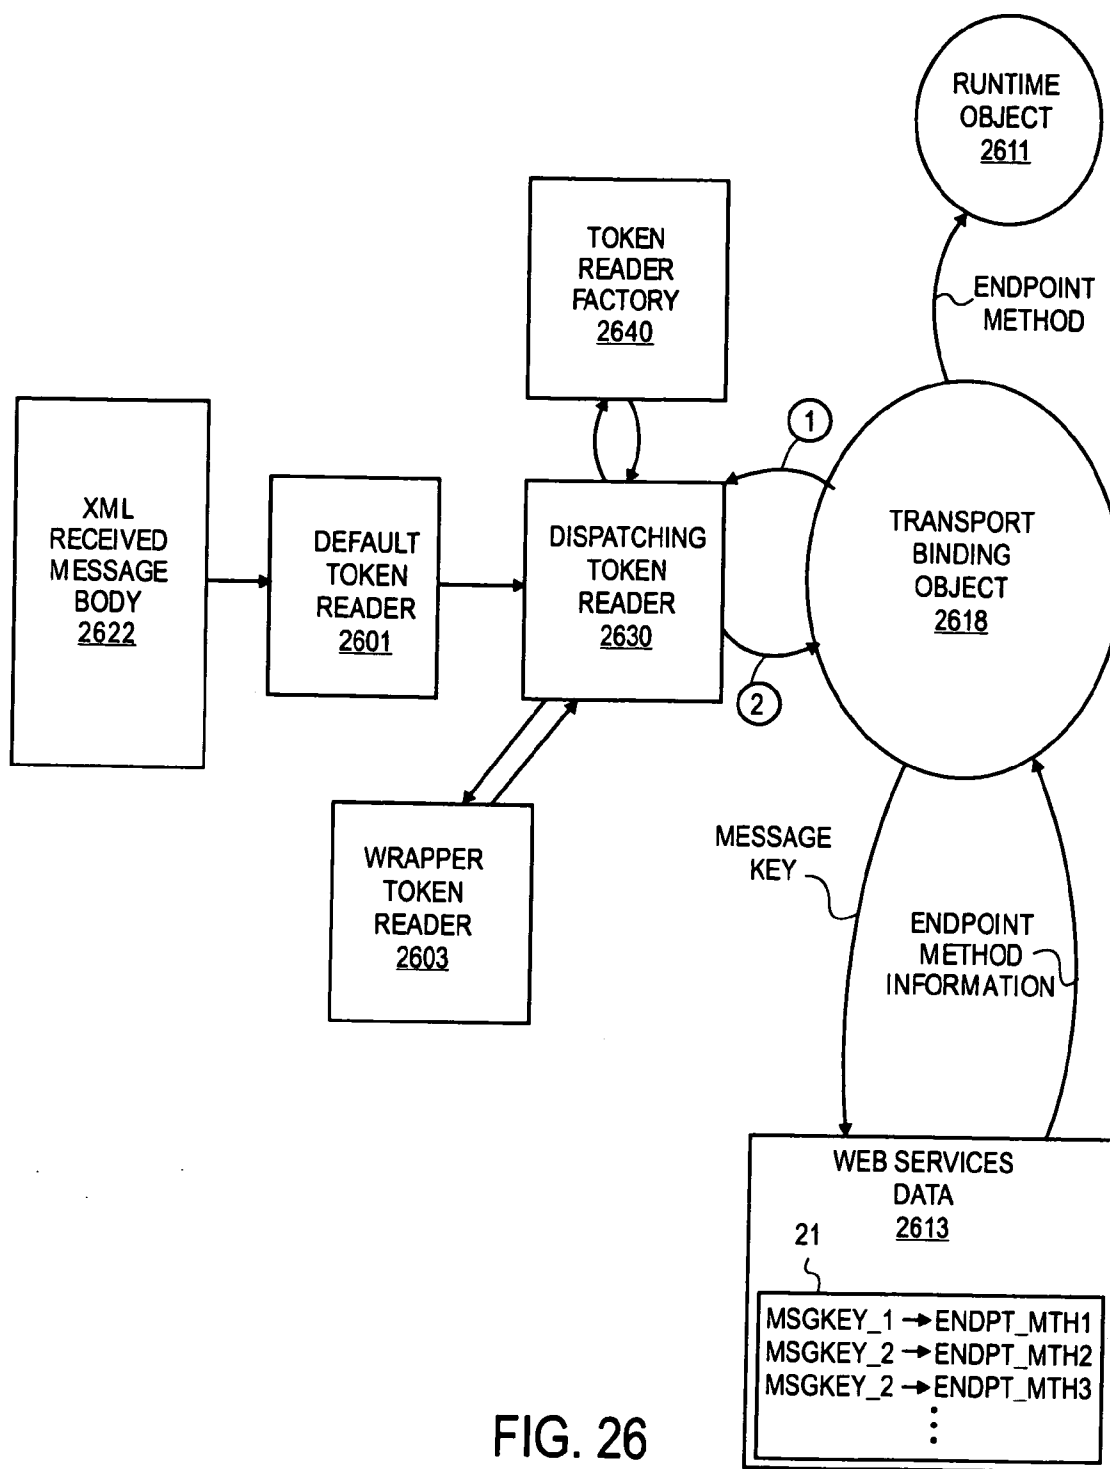 RUNTIME
OBJECT
2611
TOKEN
READER
FACTORY
2640
ENDPOINT
METHOD
1
XML
RECEIVED
MESSAGE
BODY
2622
DEFAULT
TOKEN
READER
2601
DISPATCHING
TOKEN
READER
2630
TRANSPORT
BINDING
OBJECT
2618
2
WRAPPER
TOKEN
READER
2603
MESSAGE
KEY
ENDPOINT
METHOD
INFORMATION
WEB SERVICES
DATA
2613
21
MSGKEY_1 → ENDPT_MTH1
MSGKEY_2 → ENDPT_MTH2
MSGKEY_2 → ENDPT_MTH3
⋮
FIG. 26